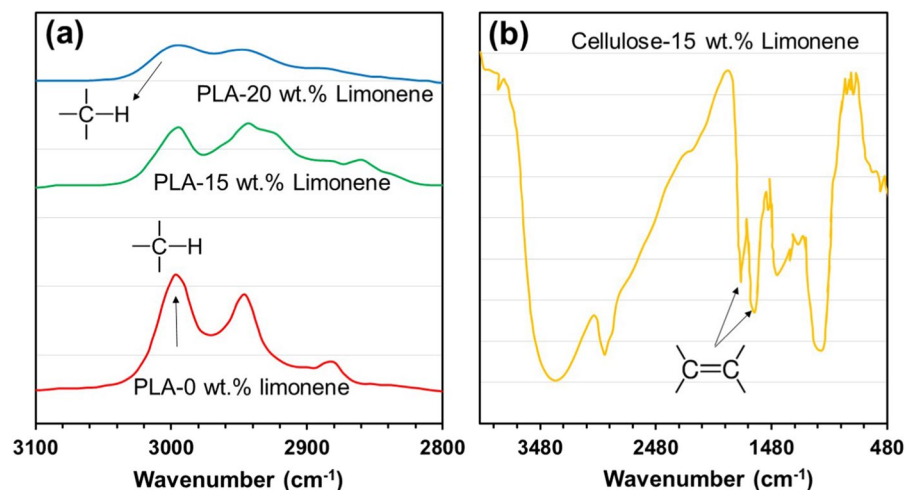 (a)
C—H
PLA-20 wt.% Limonene
PLA-15 wt.% Limonene
C—H
PLA-0 wt.% limonene
3100 3000 2900 2800
Wavenumber (cm⁻¹)
(b)
Cellulose-15 wt.% Limonene
C=C
3480 2480 1480 480
Wavenumber (cm⁻¹)